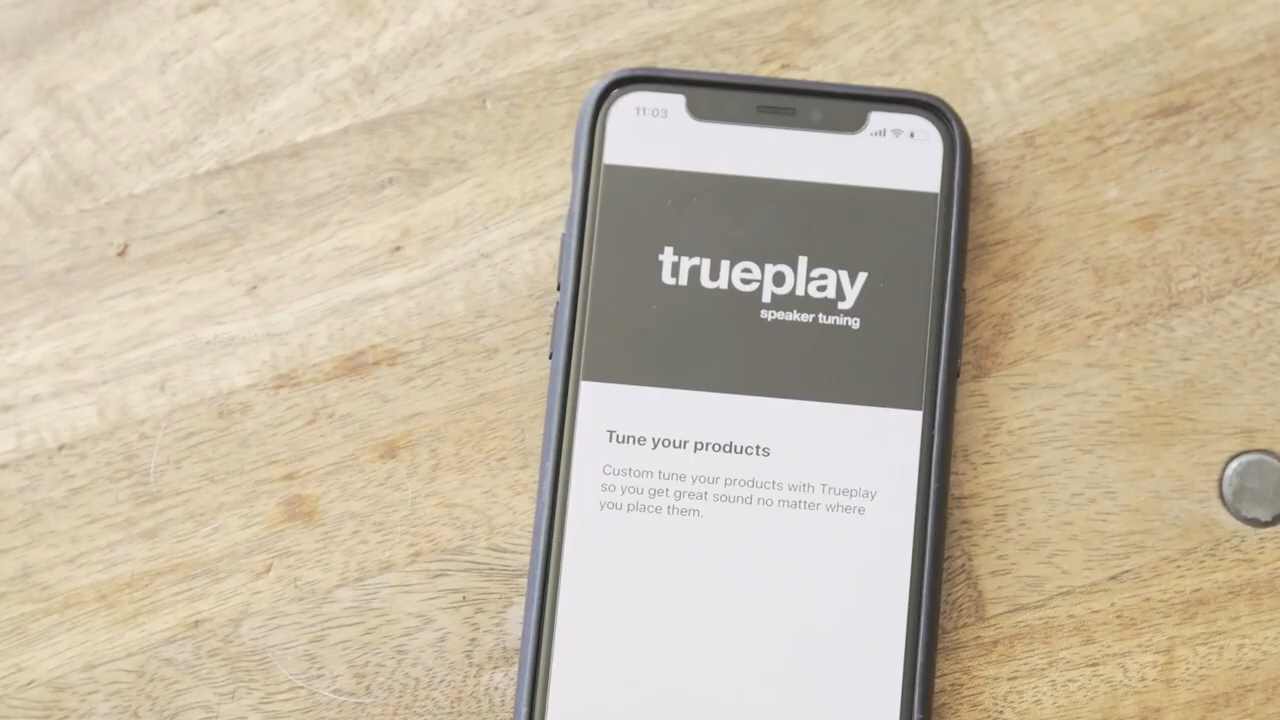 11:03
trueplay
speaker tuning
Tune your products
Custom tune your products with Trueplay
so you get great sound no matter where
you place them.